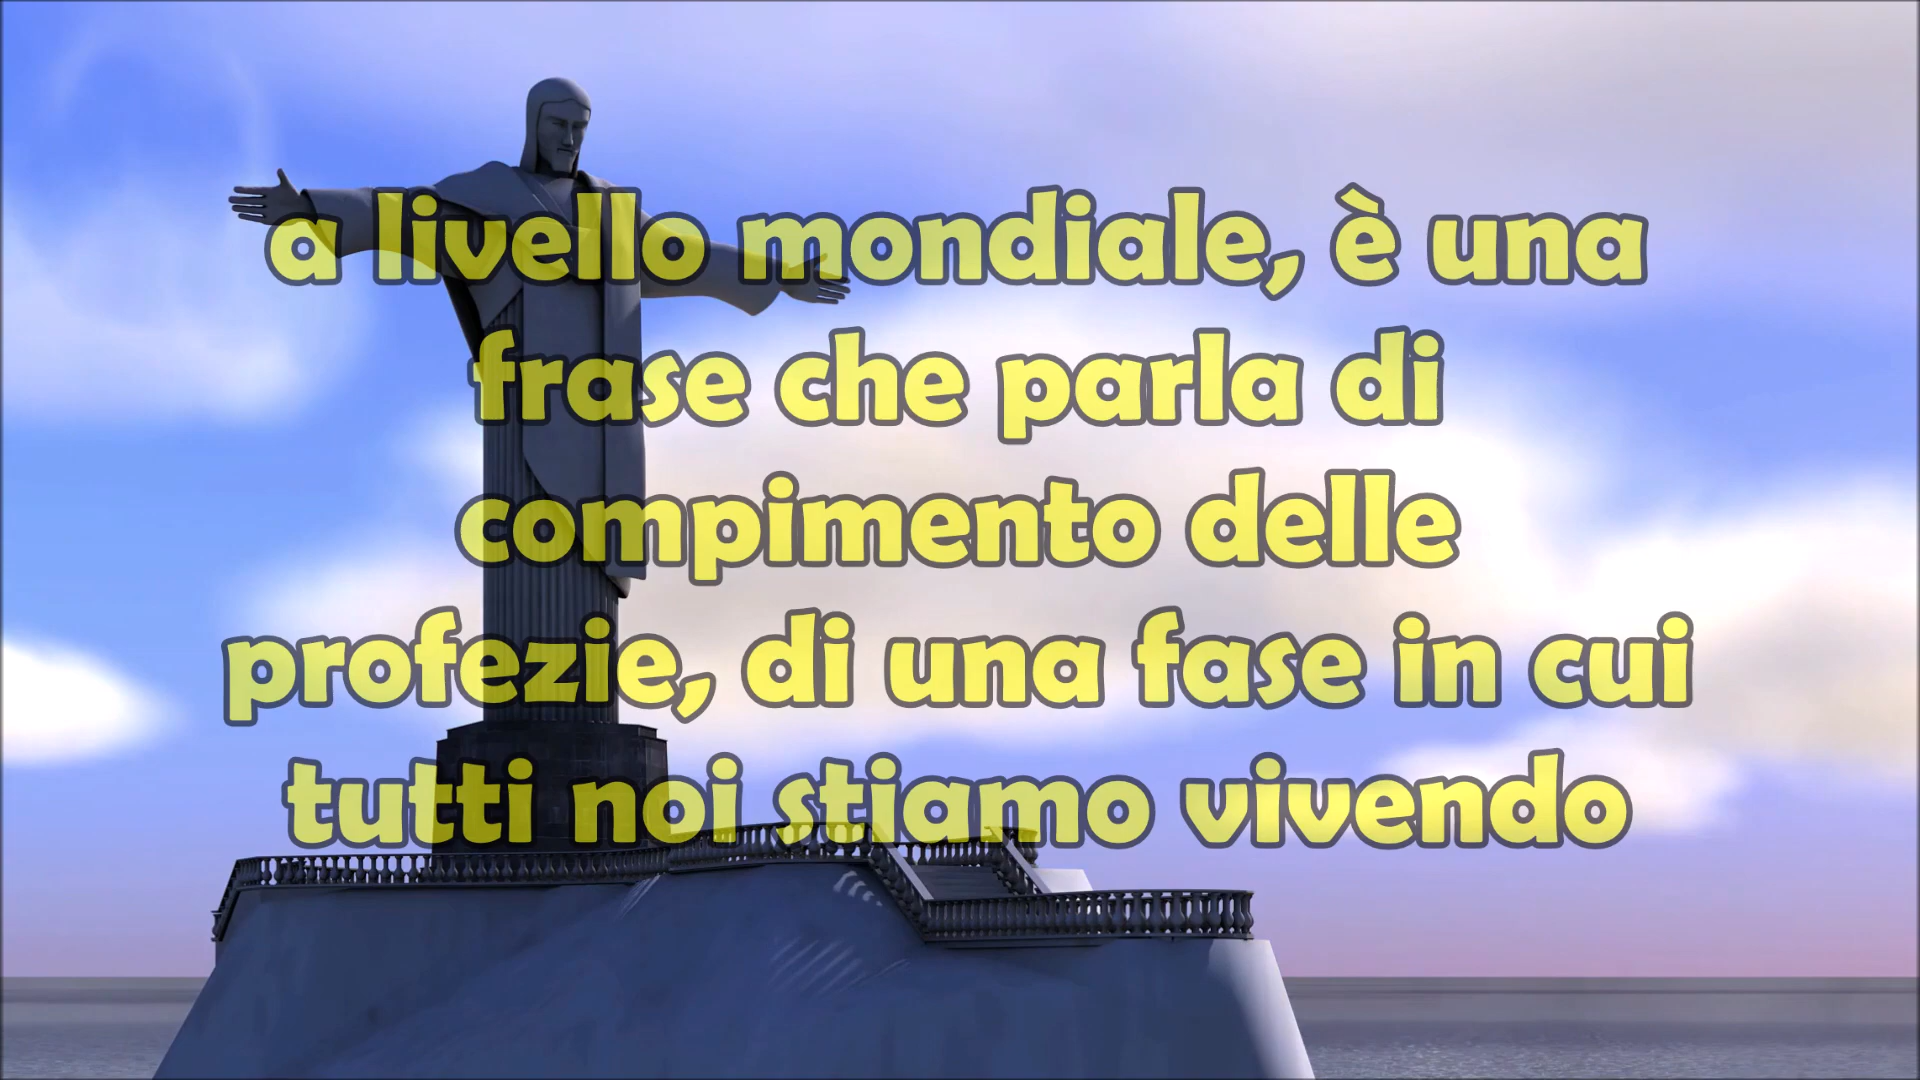 a livello mondiale, è una
frase che parla di
compimento delle
profezie, di una fase in cui
tutti noi stiamo vivendo